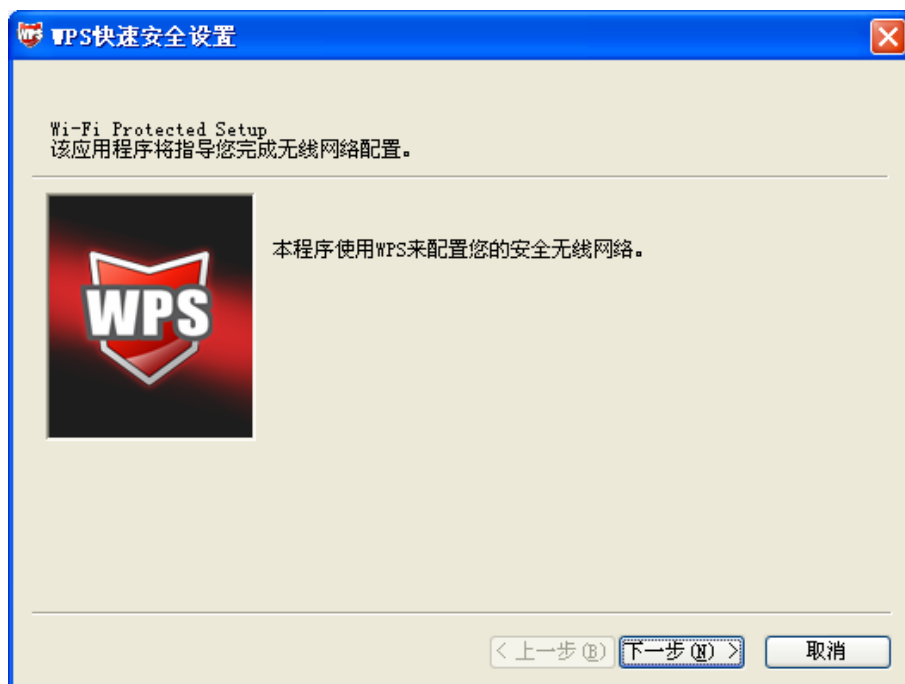 WPS快速安全设置
Wi-Fi Protected Setup
该应用程序将指导您完成无线网络配置。
WPS
本程序使用WPS来配置您的安全无线网络。
< 上一步(B) 下一步(N) > 取消